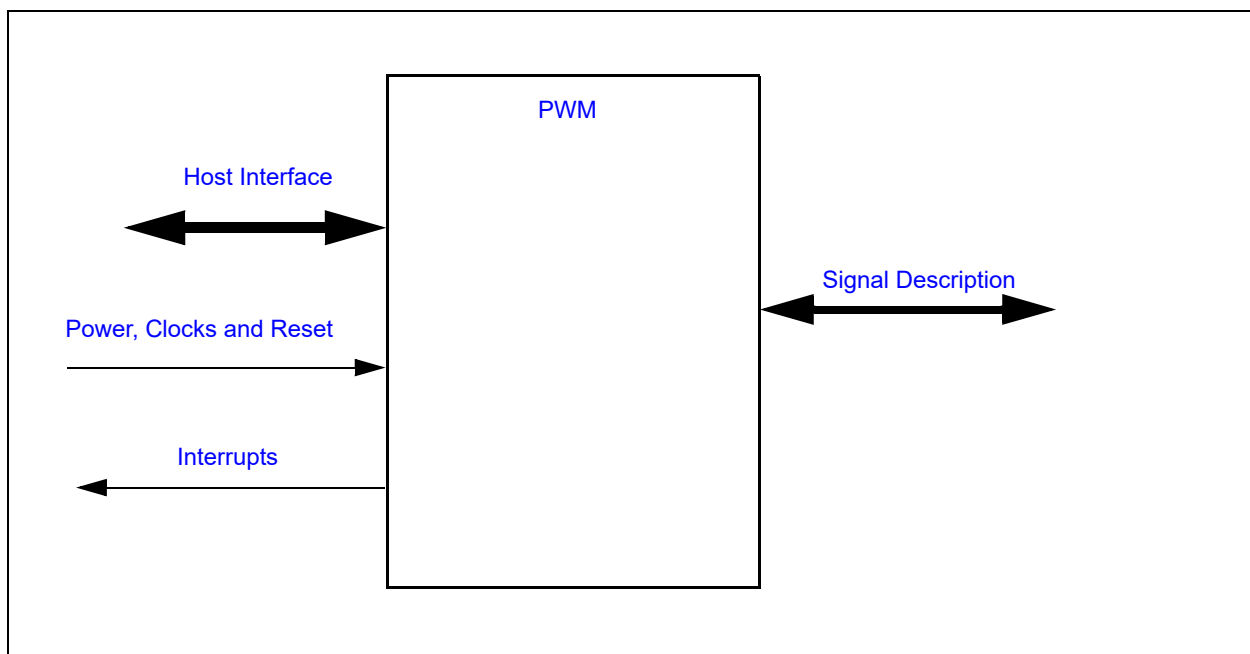 PWM
Host Interface
Signal Description
Power, Clocks and Reset
Interrupts